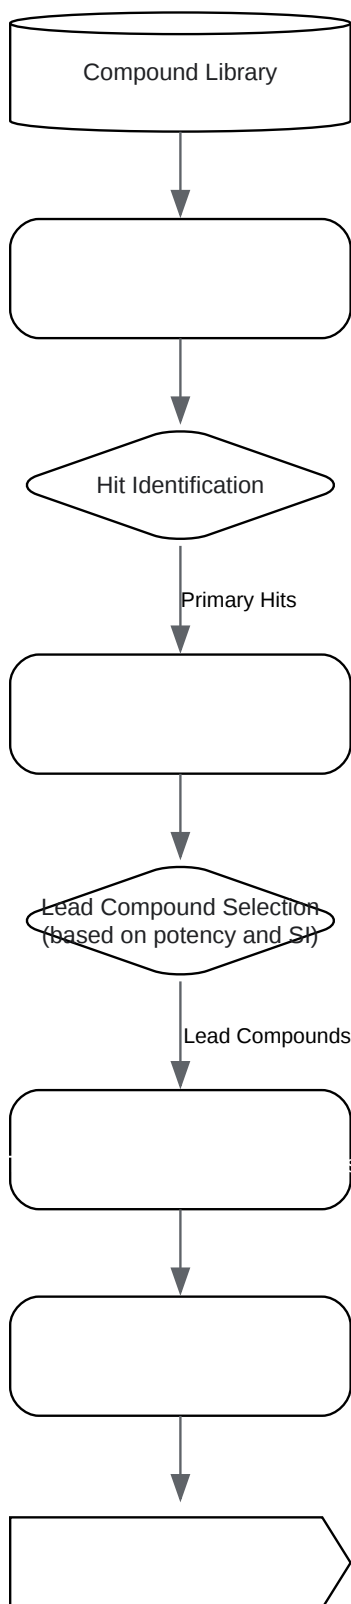 Compound Library
Hit Identification
Primary Hits
Lead Compound Selection
(based on potency and SI)
Lead Compounds